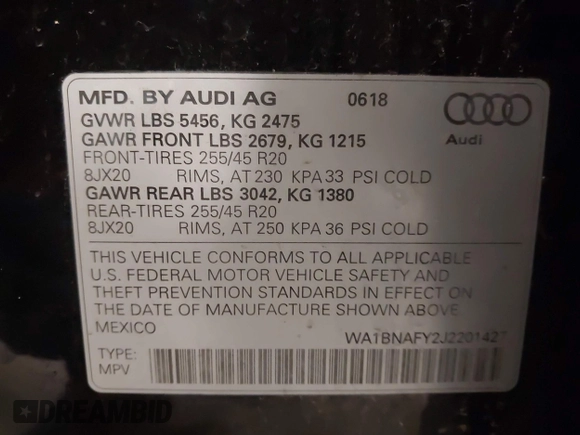 MFD. BY AUDI AG 0618
GVWR LBS 5456, KG 2475
GAWR FRONT LBS 2679, KG 1215
Audi
FRONT-TIRES 255/45 R20
8JX20 RIMS, AT 230 KPA 33 PSI COLD
GAWR REAR LBS 3042, KG 1380
REAR-TIRES 255/45 R20
8JX20 RIMS, AT 250 KPA 36 PSI COLD
THIS VEHICLE CONFORMS TO ALL APPLICABLE
U.S. FEDERAL MOTOR VEHICLE SAFETY AND
THEFT PREVENTION STANDARDS IN EFFECT ON
THE DATE OF MANUFACTURE SHOWN ABOVE.
MEXICO
TYPE:
MPV
DREAMBID